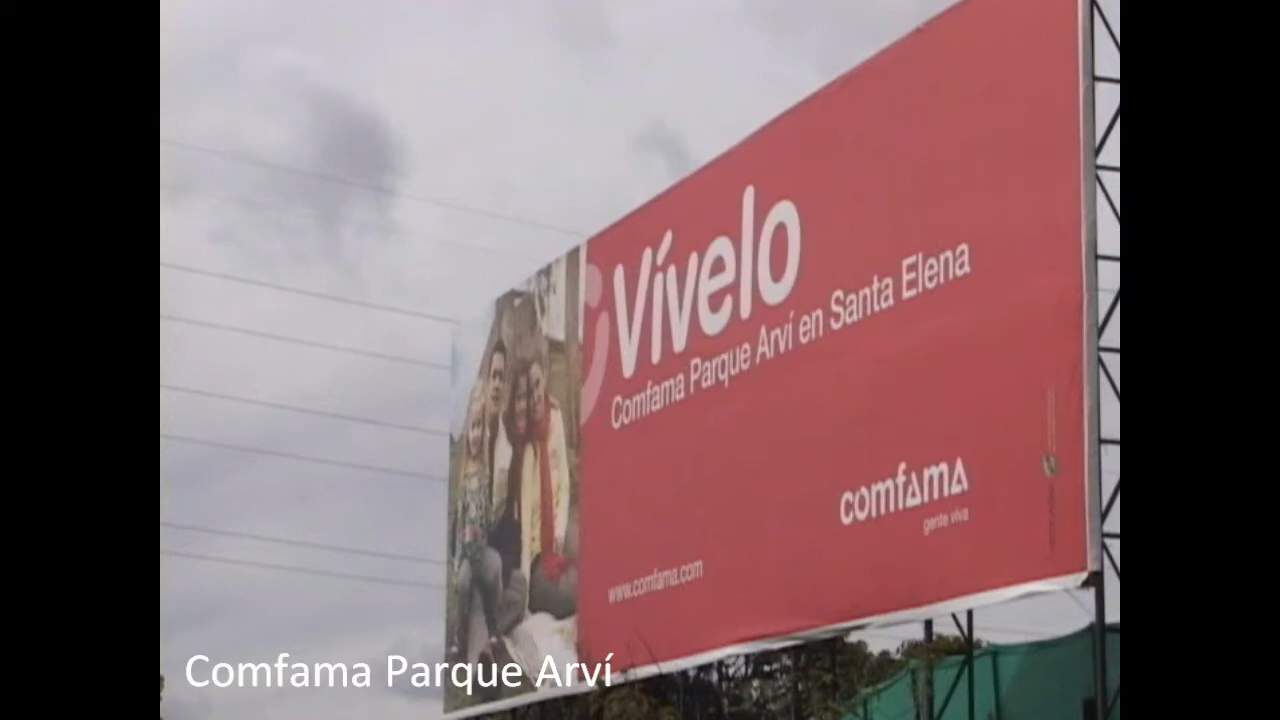 Vívelo
Comfama Parque Arví en Santa Elena
comfama
gente viva
www.comfama.com
Comfama Parque Arví